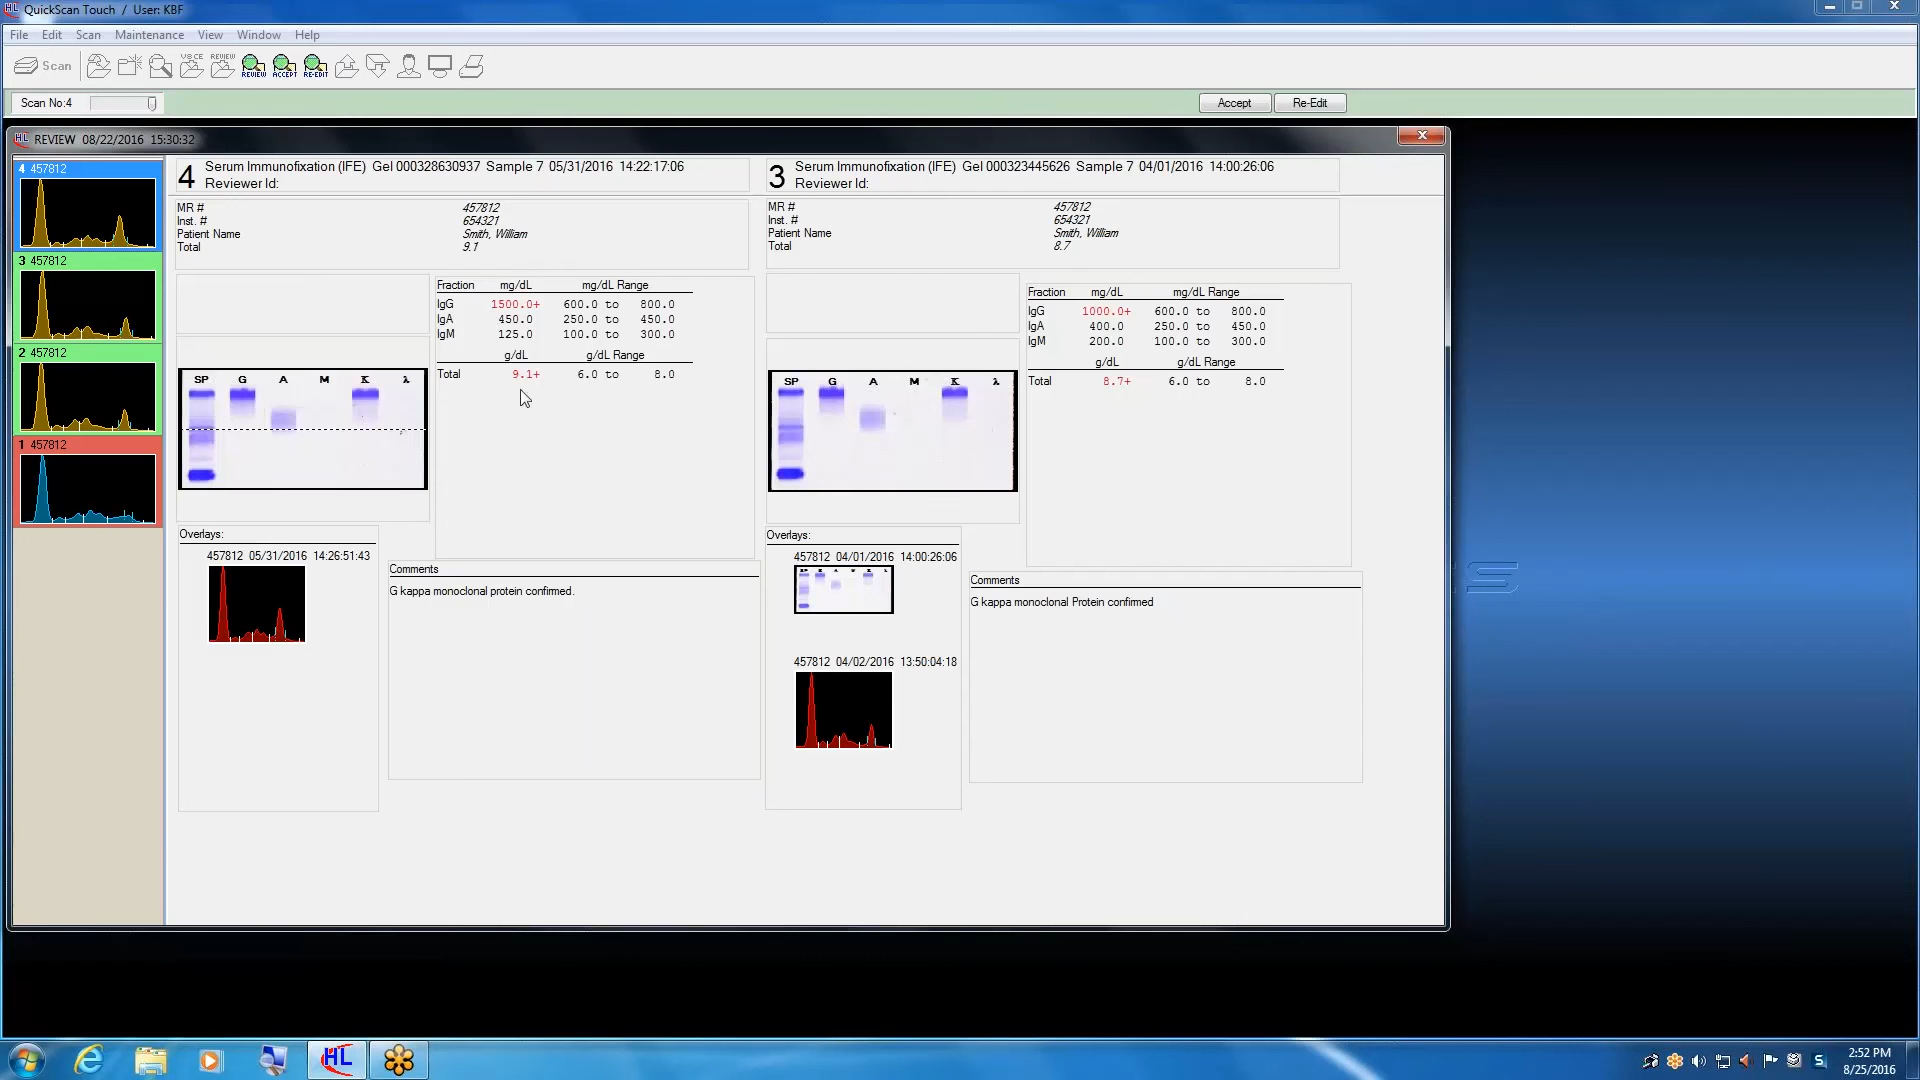 QuickScan Touch / User: KBF
File Edit Scan Maintenance View Window Help
Scan VOICE REVIEW REVIEW ACCEPT RE-EDIT
Scan No:4 Accept Re-Edit
REVIEW 08/22/2016 15:30:32
4 457812
3 457812
2 457812
1 457812
4 Serum Immunofixation (IFE) Gel 000328630937 Sample 7 05/31/2016 14:22:17:06
Reviewer Id:
MR # 457812
Inst. # 654321
Patient Name Smith, William
Total 9.1
Fraction mg/dL mg/dL Range
IgG 1500.0+ 600.0 to 800.0
IgA 450.0 250.0 to 450.0
IgM 125.0 100.0 to 300.0
g/dL g/dL Range
Total 9.1+ 6.0 to 8.0
SP G A M K λ
Overlays:
457812 05/31/2016 14:26:51:43
Comments
G kappa monoclonal protein confirmed.
3 Serum Immunofixation (IFE) Gel 000323445626 Sample 7 04/01/2016 14:00:26:06
Reviewer Id:
MR # 457812
Inst. # 654321
Patient Name Smith, William
Total 8.7
Fraction mg/dL mg/dL Range
IgG 1000.0+ 600.0 to 800.0
IgA 400.0 250.0 to 450.0
IgM 200.0 100.0 to 300.0
g/dL g/dL Range
Total 8.7+ 6.0 to 8.0
SP G A M K λ
Overlays:
457812 04/01/2016 14:00:26:06
457812 04/02/2016 13:50:04:18
Comments
G kappa monoclonal Protein confirmed
HL
2:52 PM
8/25/2016